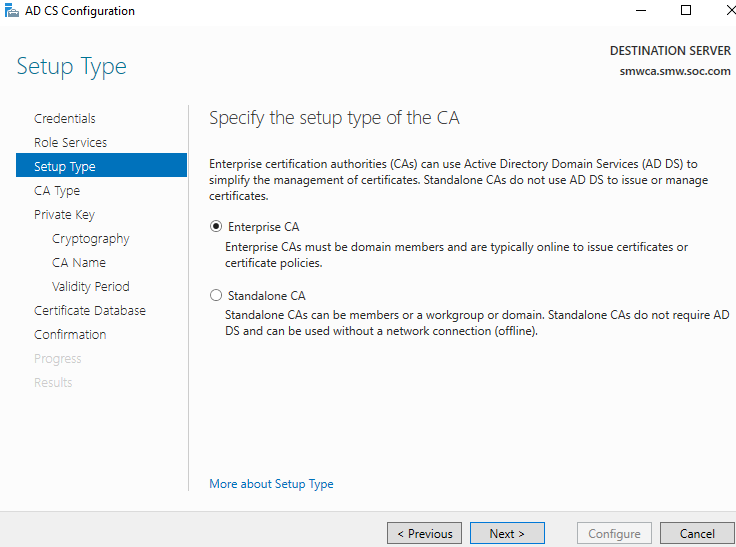 AD CS Configuration
DESTINATION SERVER
smwca.smw.soc.com
Setup Type
Credentials
Role Services
Setup Type
CA Type
Private Key
Cryptography
CA Name
Validity Period
Certificate Database
Confirmation
Progress
Results
Specify the setup type of the CA
Enterprise certification authorities (CAs) can use Active Directory Domain Services (AD DS) to
simplify the management of certificates. Standalone CAs do not use AD DS to issue or manage
certificates.
Enterprise CA
Enterprise CAs must be domain members and are typically online to issue certificates or
certificate policies.
Standalone CA
Standalone CAs can be members or a workgroup or domain. Standalone CAs do not require AD
DS and can be used without a network connection (offline).
More about Setup Type
< Previous
Next >
Configure
Cancel